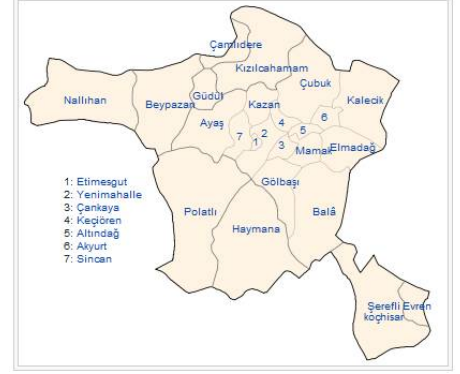 Çamlıdere
Kızılcahamam
Çubuk
Nallıhan
Beypazarı
Güdül
Kazan
Kalecik
Ayaş
7
1
2
4
5
6
3
Mamak
Elmadağ
Gölbaşı
Polatlı
Haymana
Balâ
1: Etimesgut
2: Yenimahalle
3: Çankaya
4: Keçiören
5: Altındağ
6: Akyurt
7: Sincan
Şerefli
koçhisar
Evren